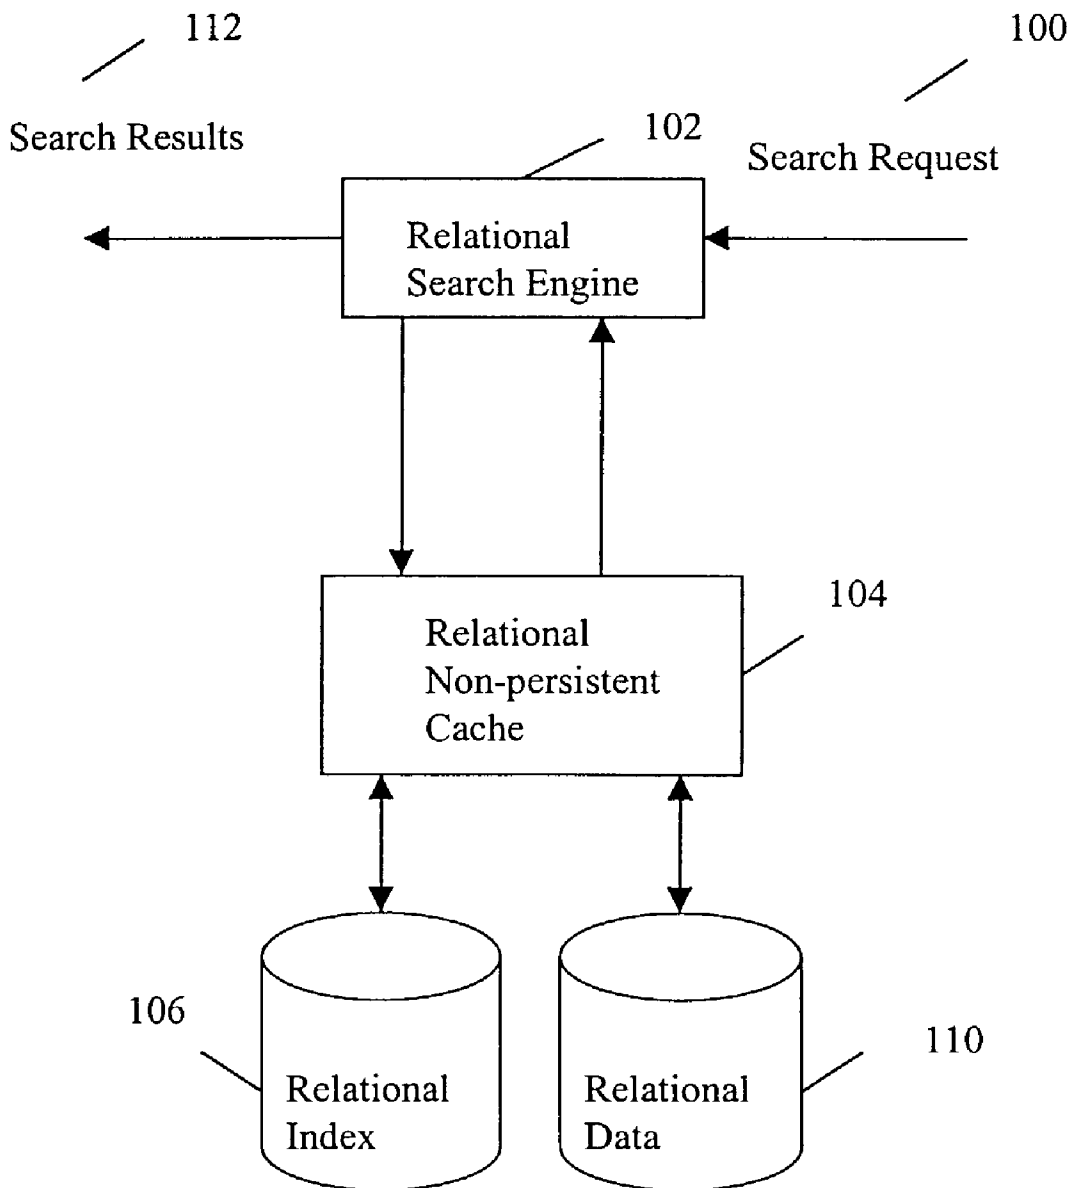 112
100
Search Results
102
Search Request
Relational
Search Engine
104
Relational
Non-persistent
Cache
106
110
Relational
Index
Relational
Data